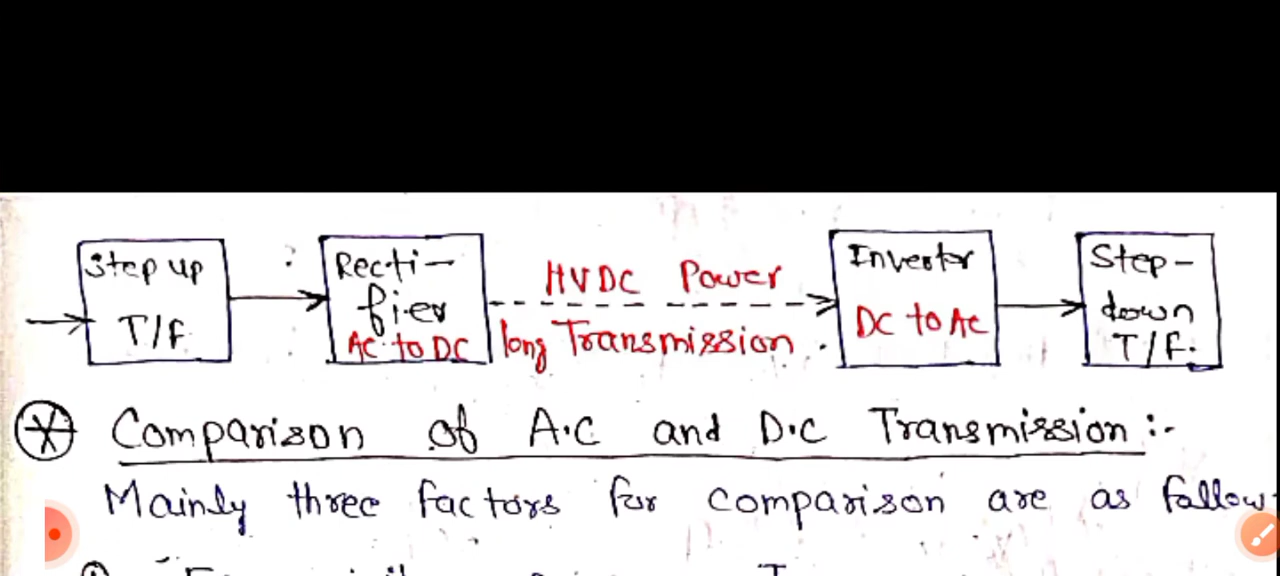 Step up
T/F
Recti-
fier
AC to DC
HVDC Power
long Transmission.
Invertor
DC to AC
Step-
down
T/F.
Comparison of A.C and D.C Transmission :-
Mainly three factors for comparison are as follow